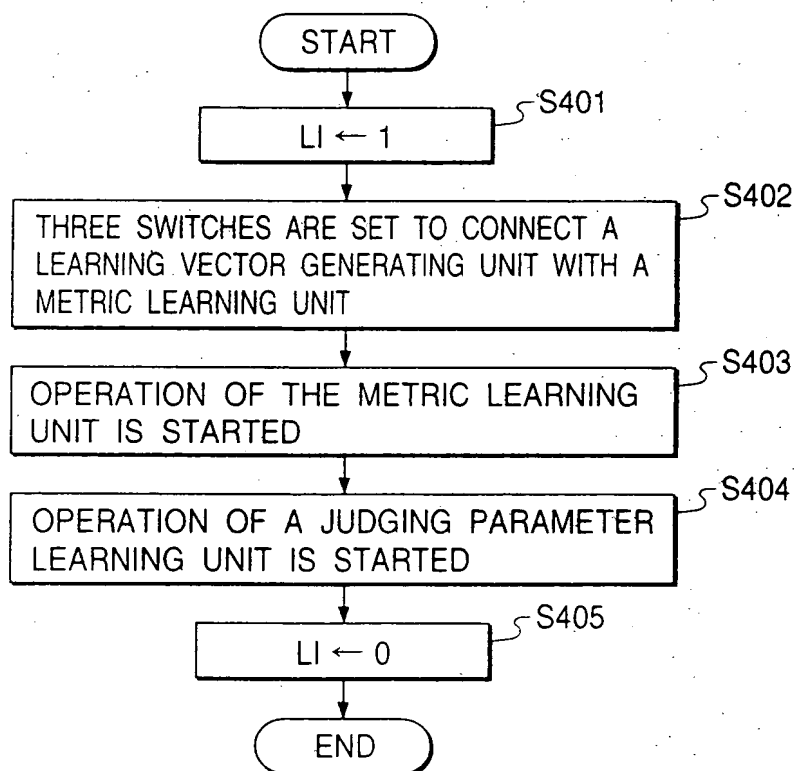 START
S401
LI ← 1
S402
THREE SWITCHES ARE SET TO CONNECT A
LEARNING VECTOR GENERATING UNIT WITH A
METRIC LEARNING UNIT
S403
OPERATION OF THE METRIC LEARNING
UNIT IS STARTED
S404
OPERATION OF A JUDGING PARAMETER
LEARNING UNIT IS STARTED
S405
LI ← 0
END